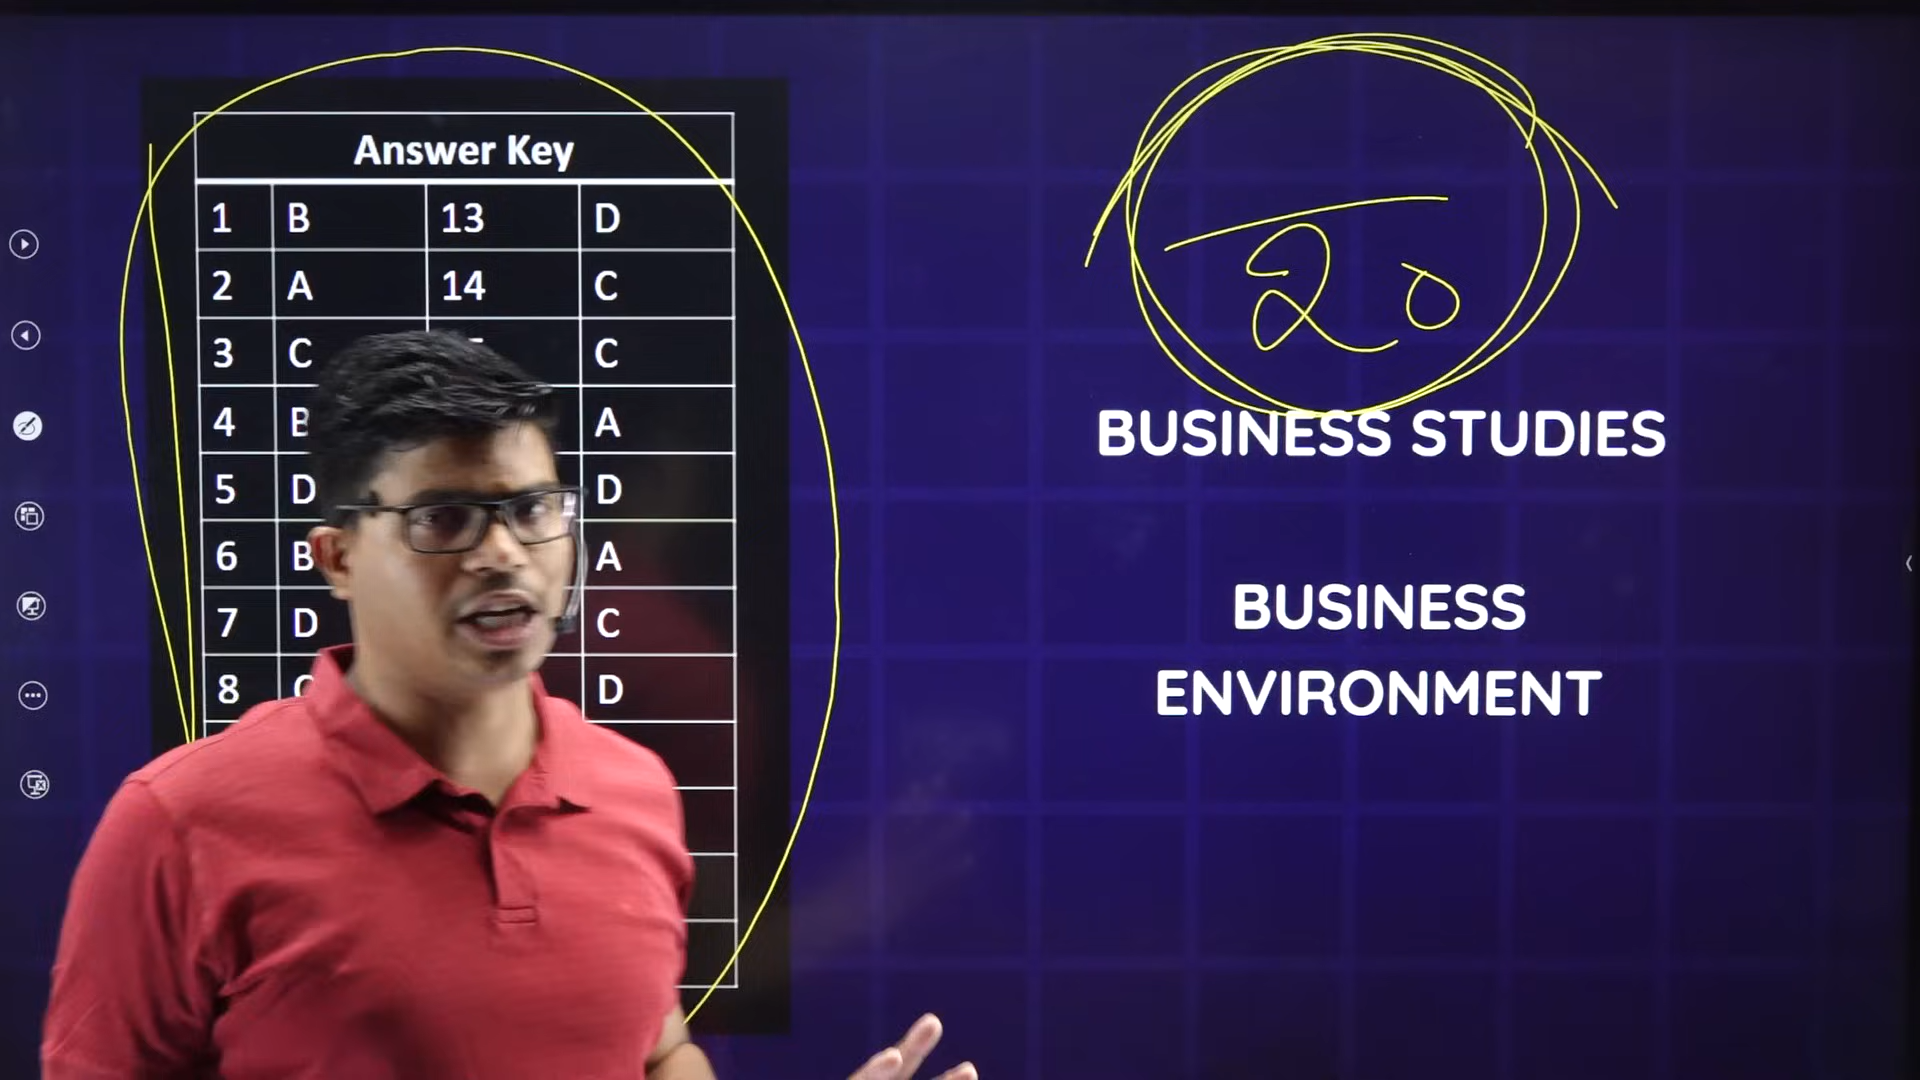 Answer Key
1 B 13 D
2 A 14 C
3 C C
4 B A
5 D D
6 B A
7 D C
8 D
20
BUSINESS STUDIES
BUSINESS
ENVIRONMENT